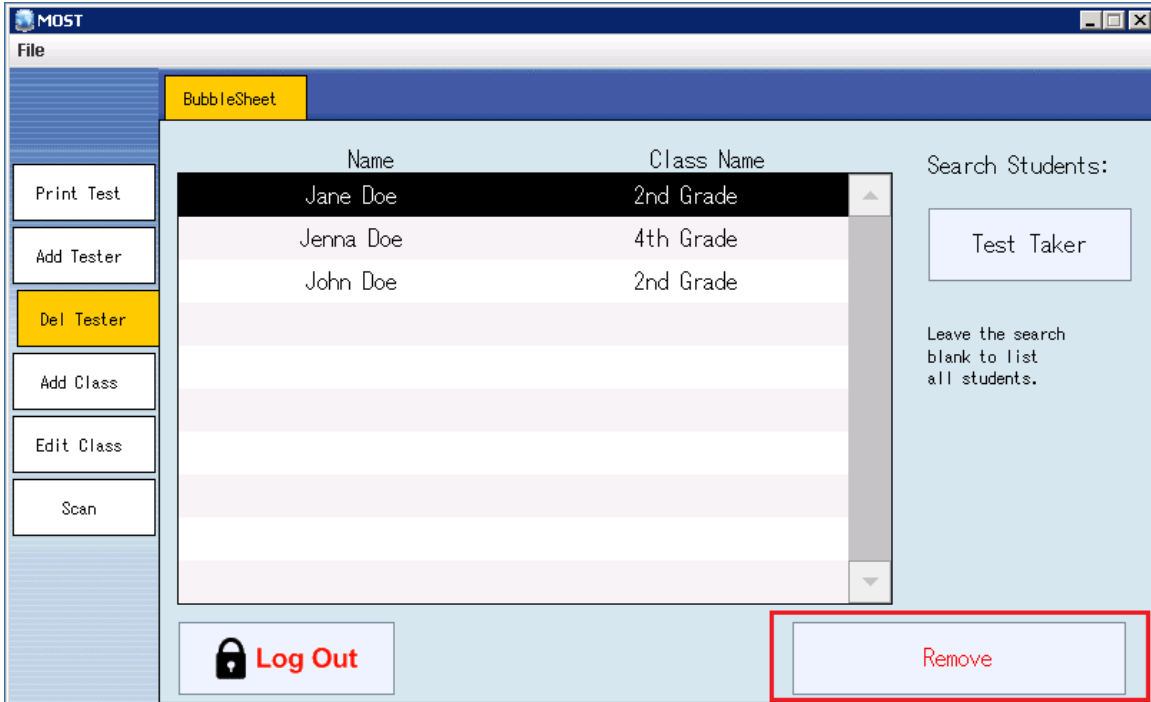 MOST
File
BubbleSheet
Name Class Name
Search Students:
Print Test
Jane Doe 2nd Grade
Jenna Doe 4th Grade
Test Taker
Add Tester
John Doe 2nd Grade
Del Tester
Leave the search
blank to list
all students.
Add Class
Edit Class
Scan
Log Out
Remove